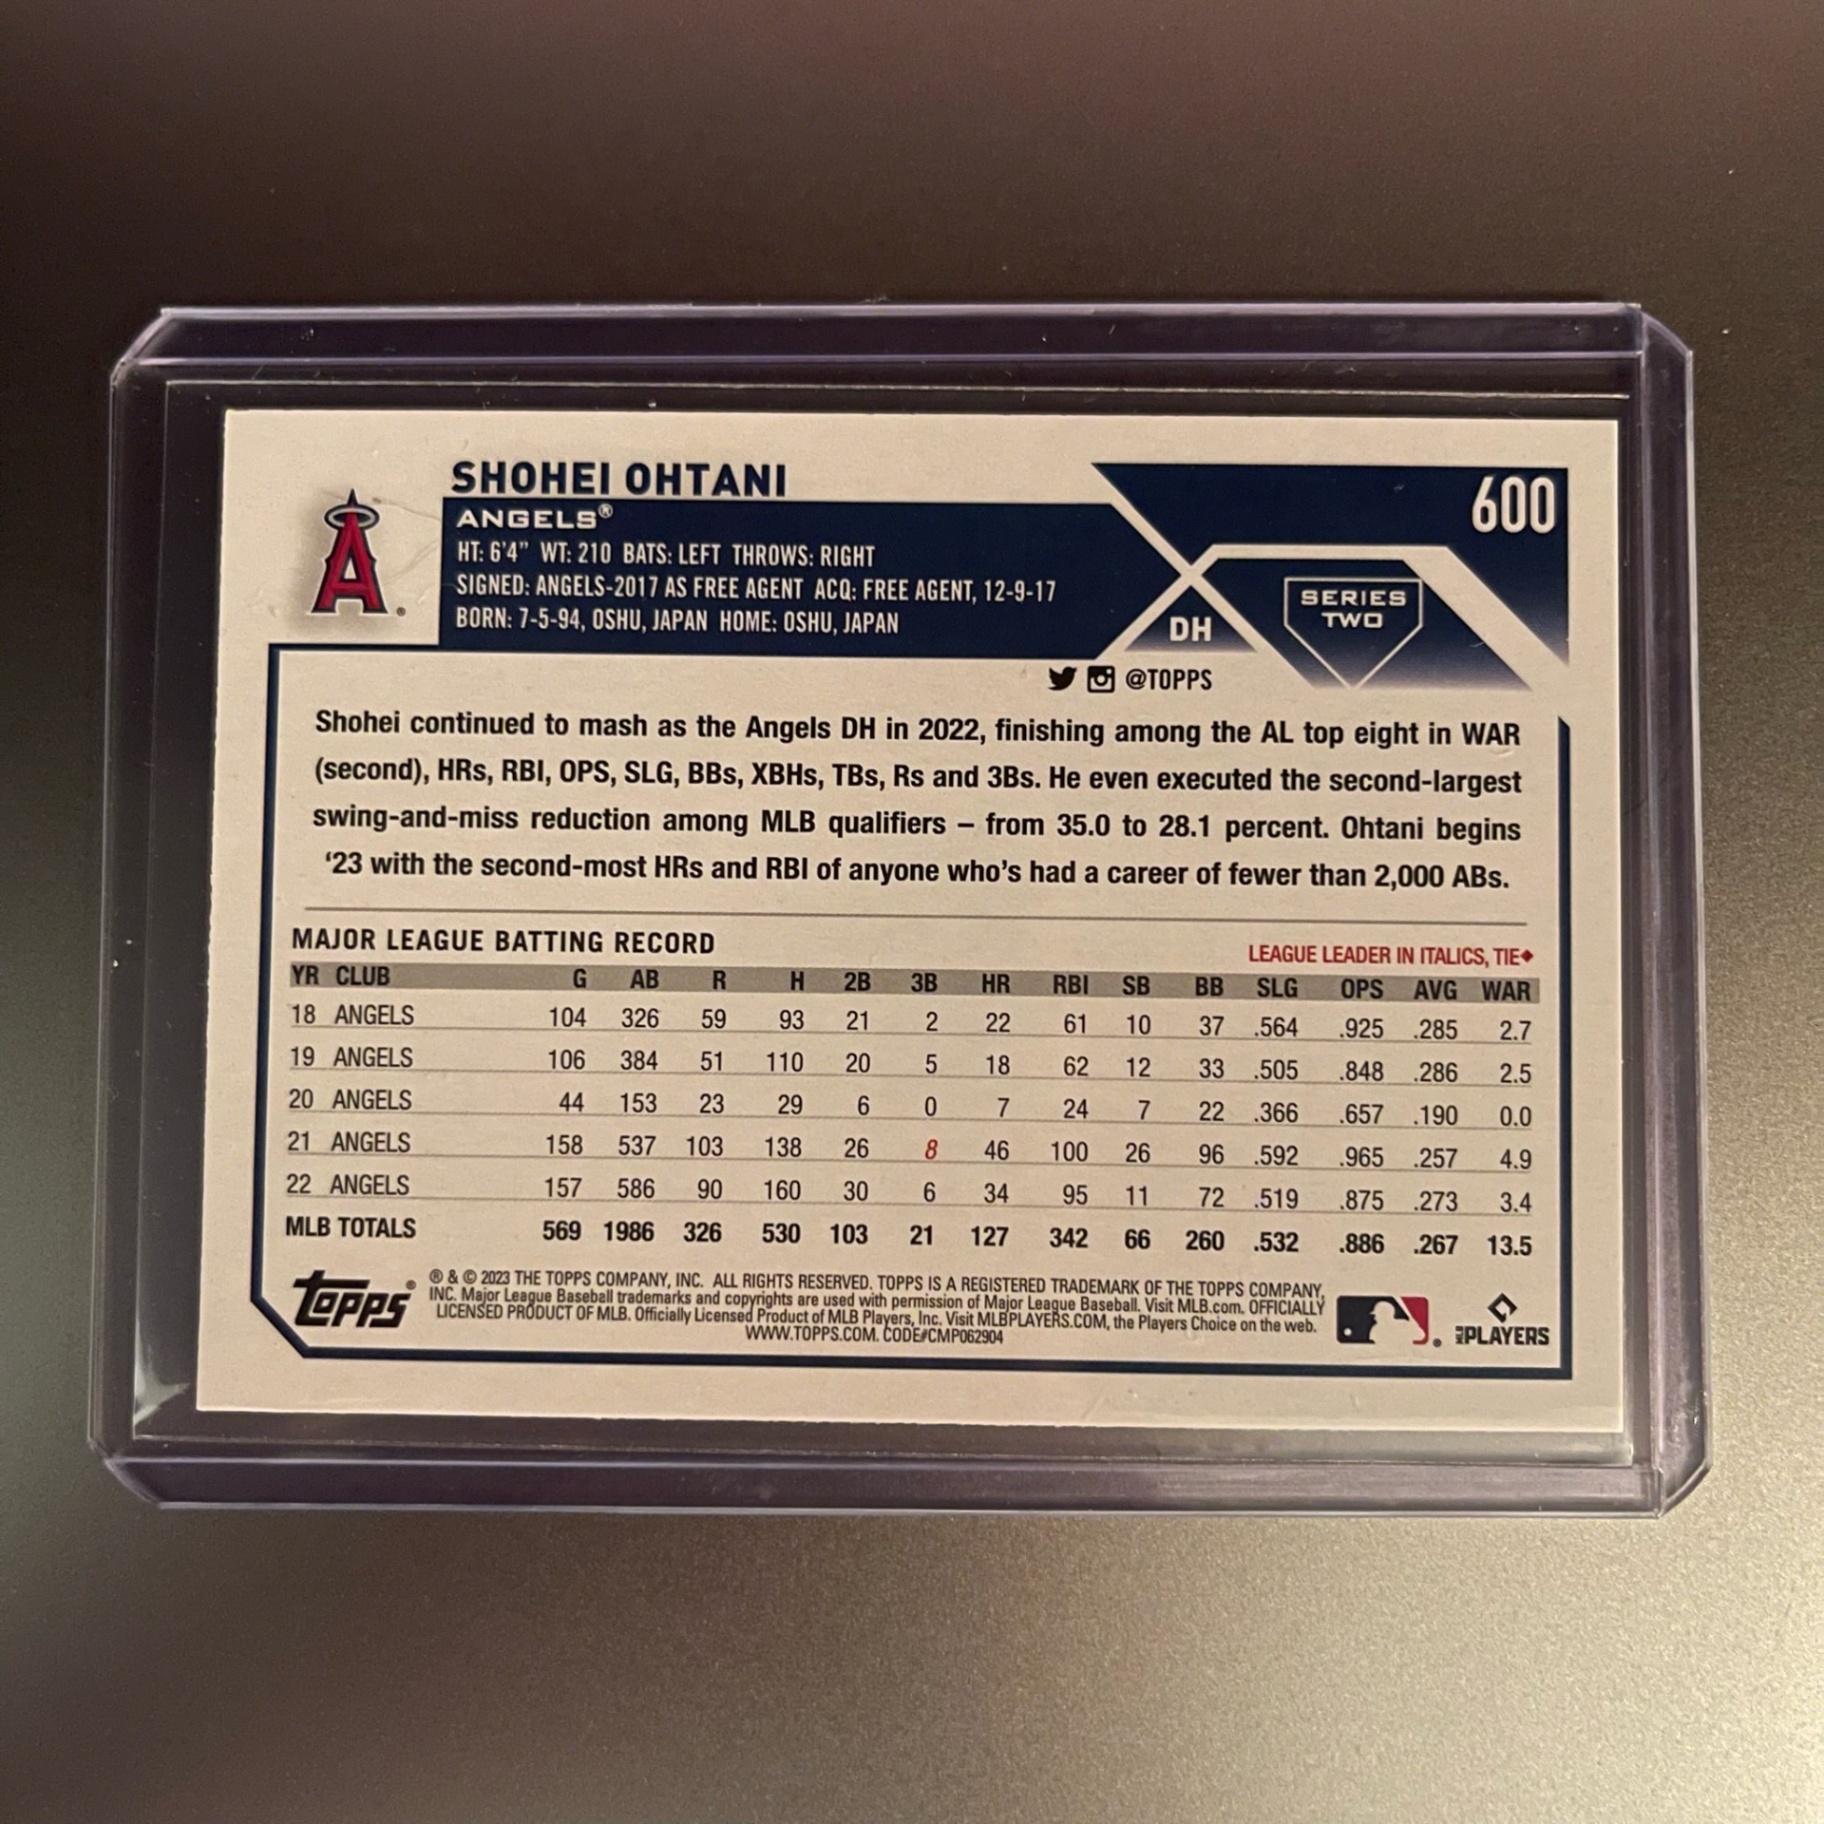 SHOHEI OHTANI
600
ANGELS®
HT: 6'4" WT: 210 BATS: LEFT THROWS: RIGHT
SIGNED: ANGELS-2017 AS FREE AGENT ACQ: FREE AGENT, 12-9-17
BORN: 7-5-94, OSHU, JAPAN HOME: OSHU, JAPAN
A®
DH
SERIES
TWO
@TOPPS
Shohei continued to mash as the Angels DH in 2022, finishing among the AL top eight in WAR
(second), HRs, RBI, OPS, SLG, BBs, XBHs, TBs, Rs and 3Bs. He even executed the second-largest
swing-and-miss reduction among MLB qualifiers – from 35.0 to 28.1 percent. Ohtani begins
‘23 with the second-most HRs and RBI of anyone who's had a career of fewer than 2,000 ABs.
MAJOR LEAGUE BATTING RECORD
LEAGUE LEADER IN ITALICS, TIE◆
YR CLUB G AB R H 2B 3B HR RBI SB BB SLG OPS AVG WAR
18 ANGELS 104 326 59 93 21 2 22 61 10 37 .564 .925 .285 2.7
19 ANGELS 106 384 51 110 20 5 18 62 12 33 .505 .848 .286 2.5
20 ANGELS 44 153 23 29 6 0 7 24 7 22 .366 .657 .190 0.0
21 ANGELS 158 537 103 138 26 8 46 100 26 96 .592 .965 .257 4.9
22 ANGELS 157 586 90 160 30 6 34 95 11 72 .519 .875 .273 3.4
MLB TOTALS 569 1986 326 530 103 21 127 342 66 260 .532 .886 .267 13.5
topps®
® & © 2023 THE TOPPS COMPANY, INC. ALL RIGHTS RESERVED. TOPPS IS A REGISTERED TRADEMARK OF THE TOPPS COMPANY,
INC. Major League Baseball trademarks and copyrights are used with permission of Major League Baseball. Visit MLB.com. OFFICIALLY
LICENSED PRODUCT OF MLB. Officially Licensed Product of MLB Players, Inc. Visit MLBPLAYERS.COM, the Players Choice on the web.
WWW.TOPPS.COM. CODE#CMP062904
MLB PLAYERS